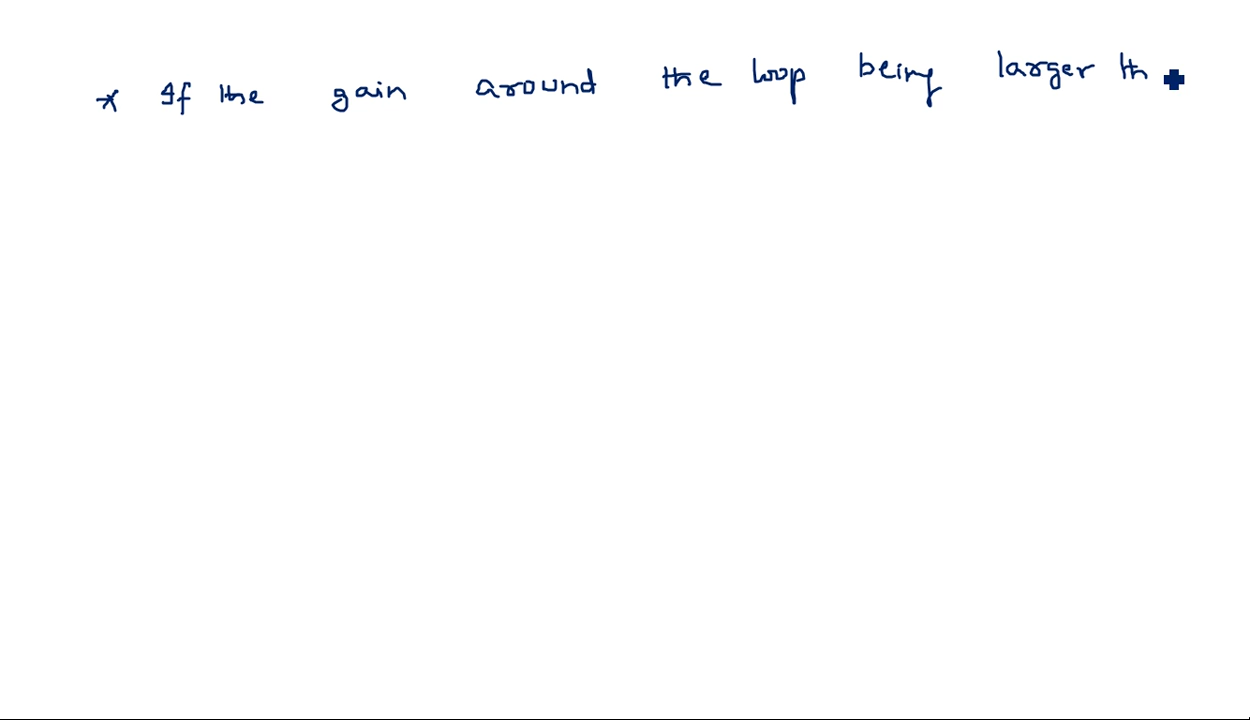 * If the gain around the loop being larger th